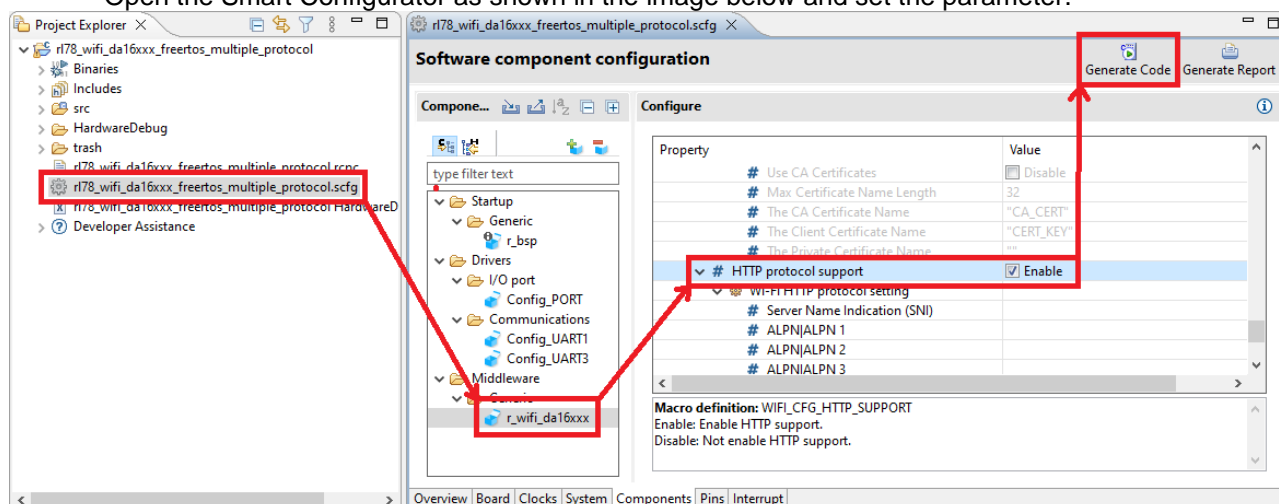 Open the Smart Configurator as shown in the image below and set the parameter.
Project Explorer
rl78_wifi_da16xxx_freertos_multiple_protocol
Binaries
Includes
src
HardwareDebug
trash
rl78_wifi_da16xxx_freertos_multiple_protocol.rcpc
rl78_wifi_da16xxx_freertos_multiple_protocol.scfg
rl78_wifi_da16xxx_freertos_multiple_protocol HardwareD
Developer Assistance
rl78_wifi_da16xxx_freertos_multiple_protocol.scfg
Software component configuration
Generate Code Generate Report
Compone...
type filter text
Startup
Generic
r_bsp
Drivers
I/O port
Config_PORT
Communications
Config_UART1
Config_UART3
Middleware
Generic
r_wifi_da16xxx
Configure
Property Value
# Use CA Certificates Disable
# Max Certificate Name Length 32
# The CA Certificate Name "CA_CERT"
# The Client Certificate Name "CERT_KEY"
# The Private Certificate Name ""
# HTTP protocol support Enable
Wi-Fi HTTP protocol setting
# Server Name Indication (SNI)
# ALPN|ALPN 1
# ALPN|ALPN 2
# ALPN|ALPN 3
Macro definition: WIFI_CFG_HTTP_SUPPORT
Enable: Enable HTTP support.
Disable: Not enable HTTP support.
Overview Board Clocks System Components Pins Interrupt